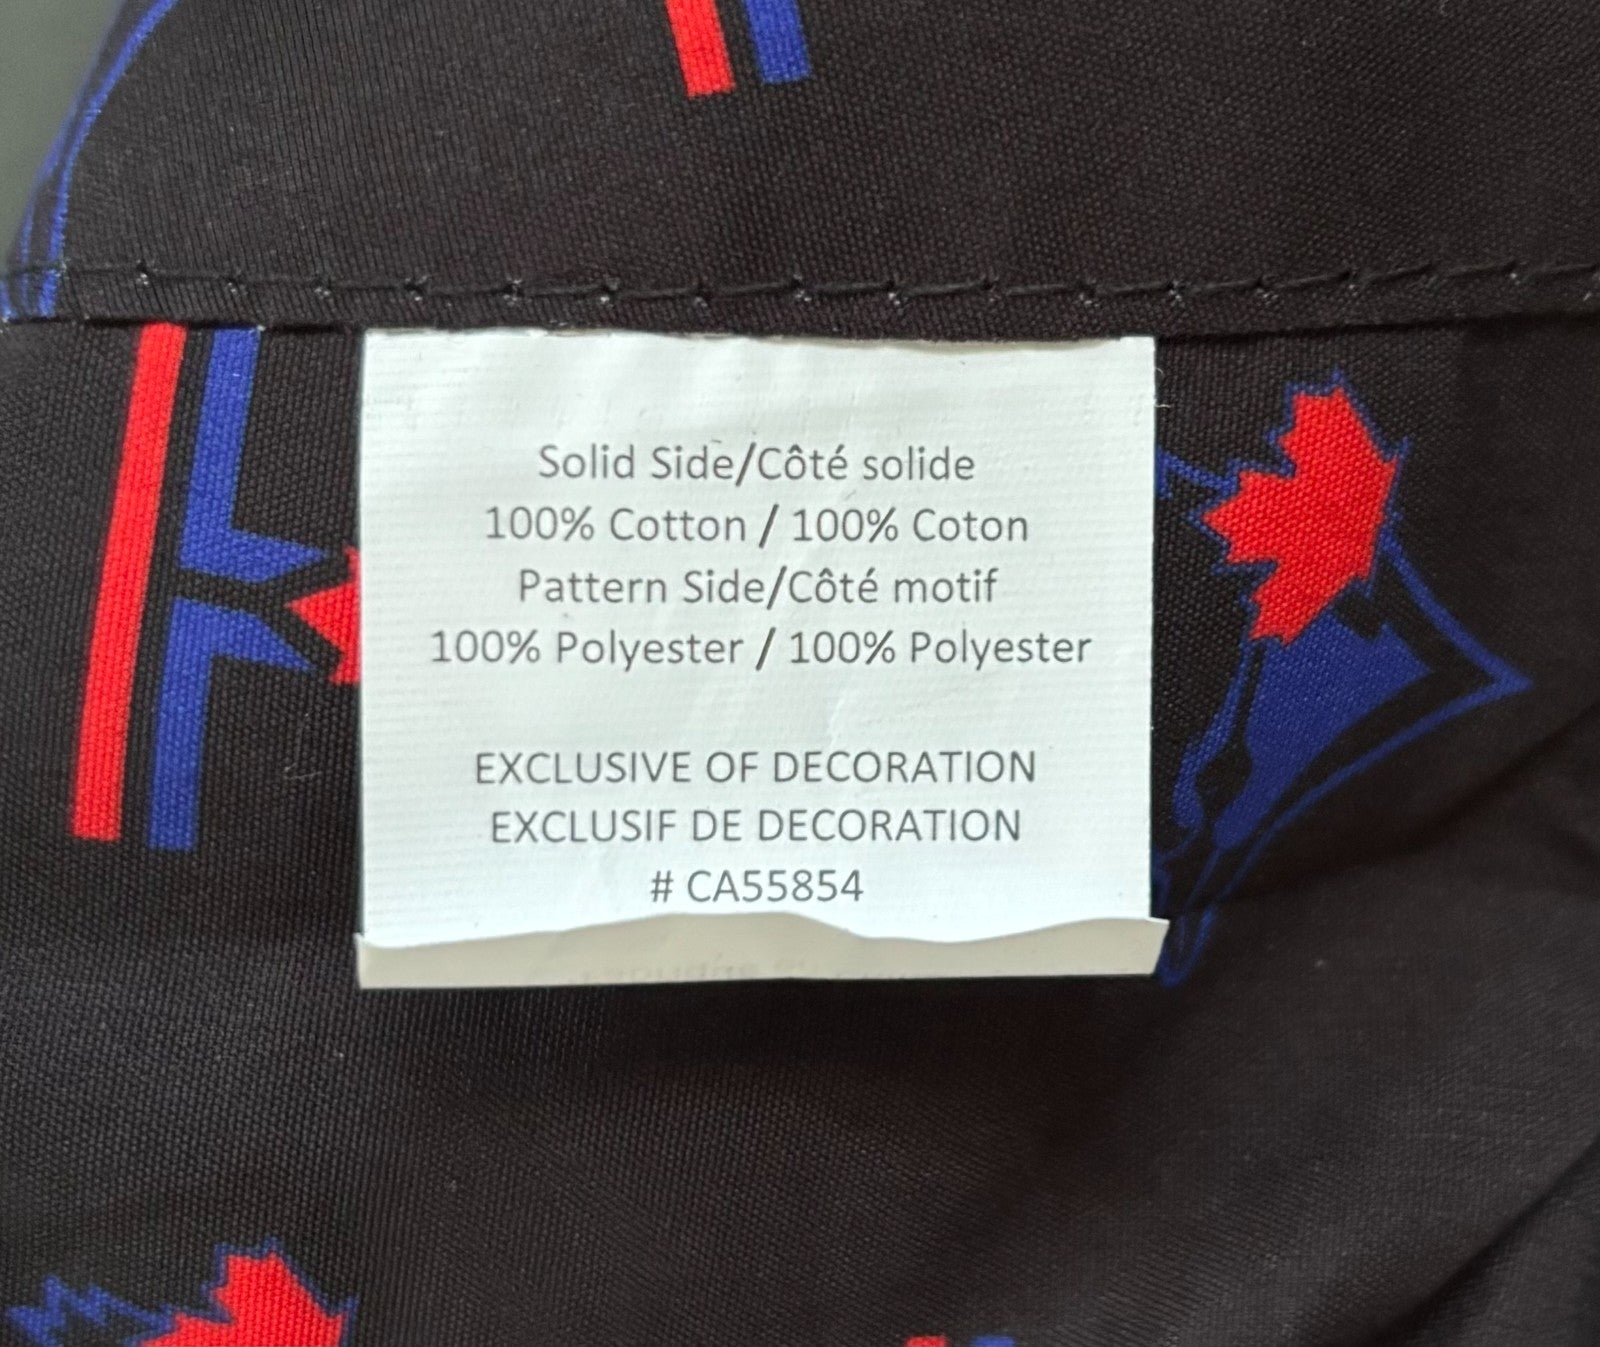 Solid Side/Côté solide
100% Cotton / 100% Coton
Pattern Side/Côté motif
100% Polyester / 100% Polyester
EXCLUSIVE OF DECORATION
EXCLUSIF DE DECORATION
# CA55854